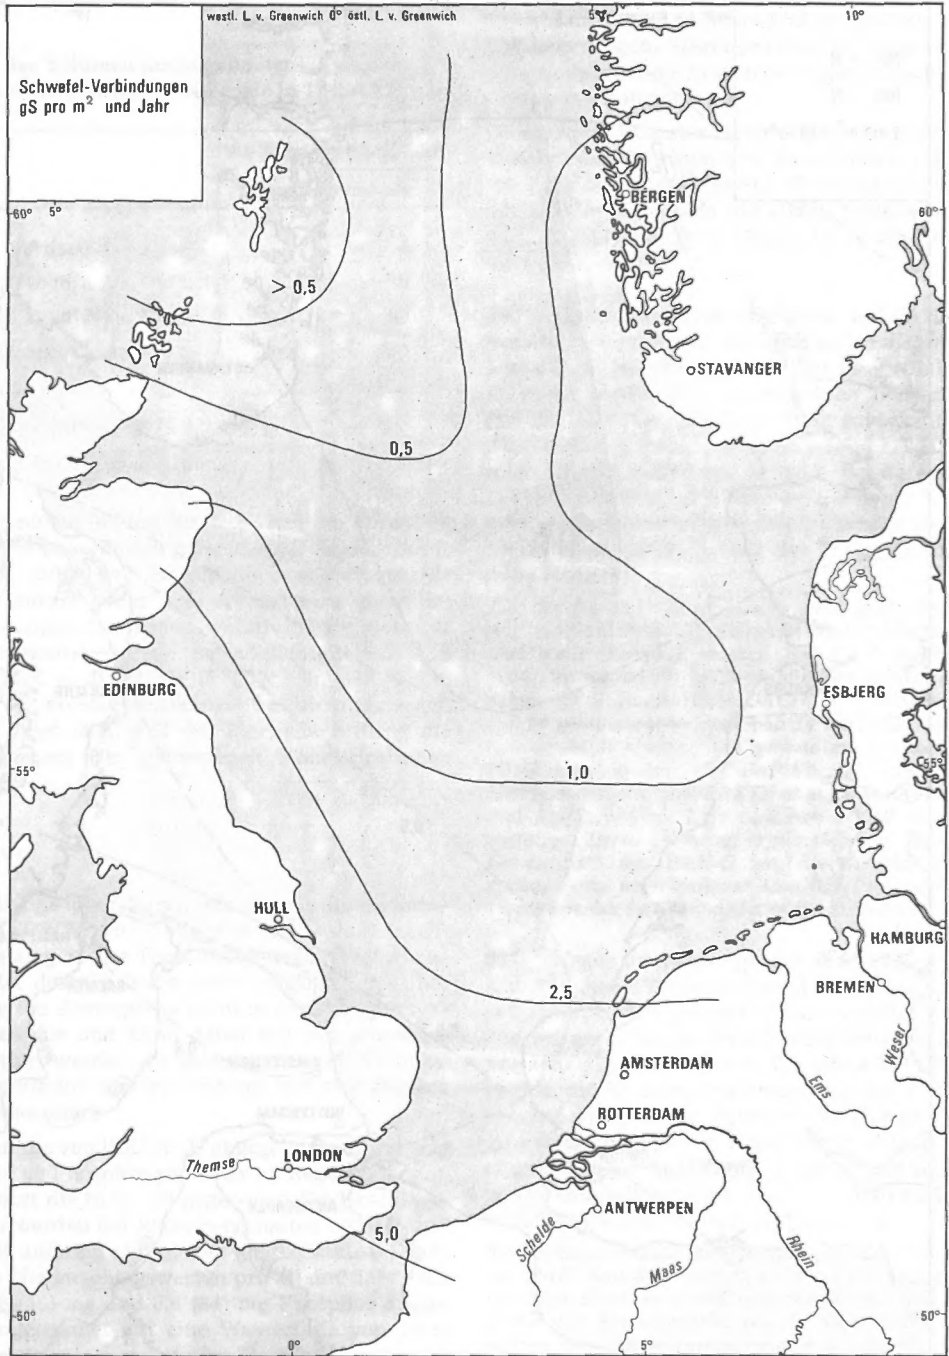 westl. L. v. Greenwich 0° östl. L. v. Greenwich
5°
10°
Schwefel-Verbindungen
gS pro m² und Jahr
BERGEN
60° 5°
60°
> 0,5
STAVANGER
0,5
EDINBURG
ESBJERG
55°
55°
1,0
HULL
HAMBURG
BREMEN
2,5
Weser
AMSTERDAM
Ems
ROTTERDAM
LONDON
Themse
ANTWERPEN
5,0
Schelde
Rhein
Maas
50°
50°
0°
5°